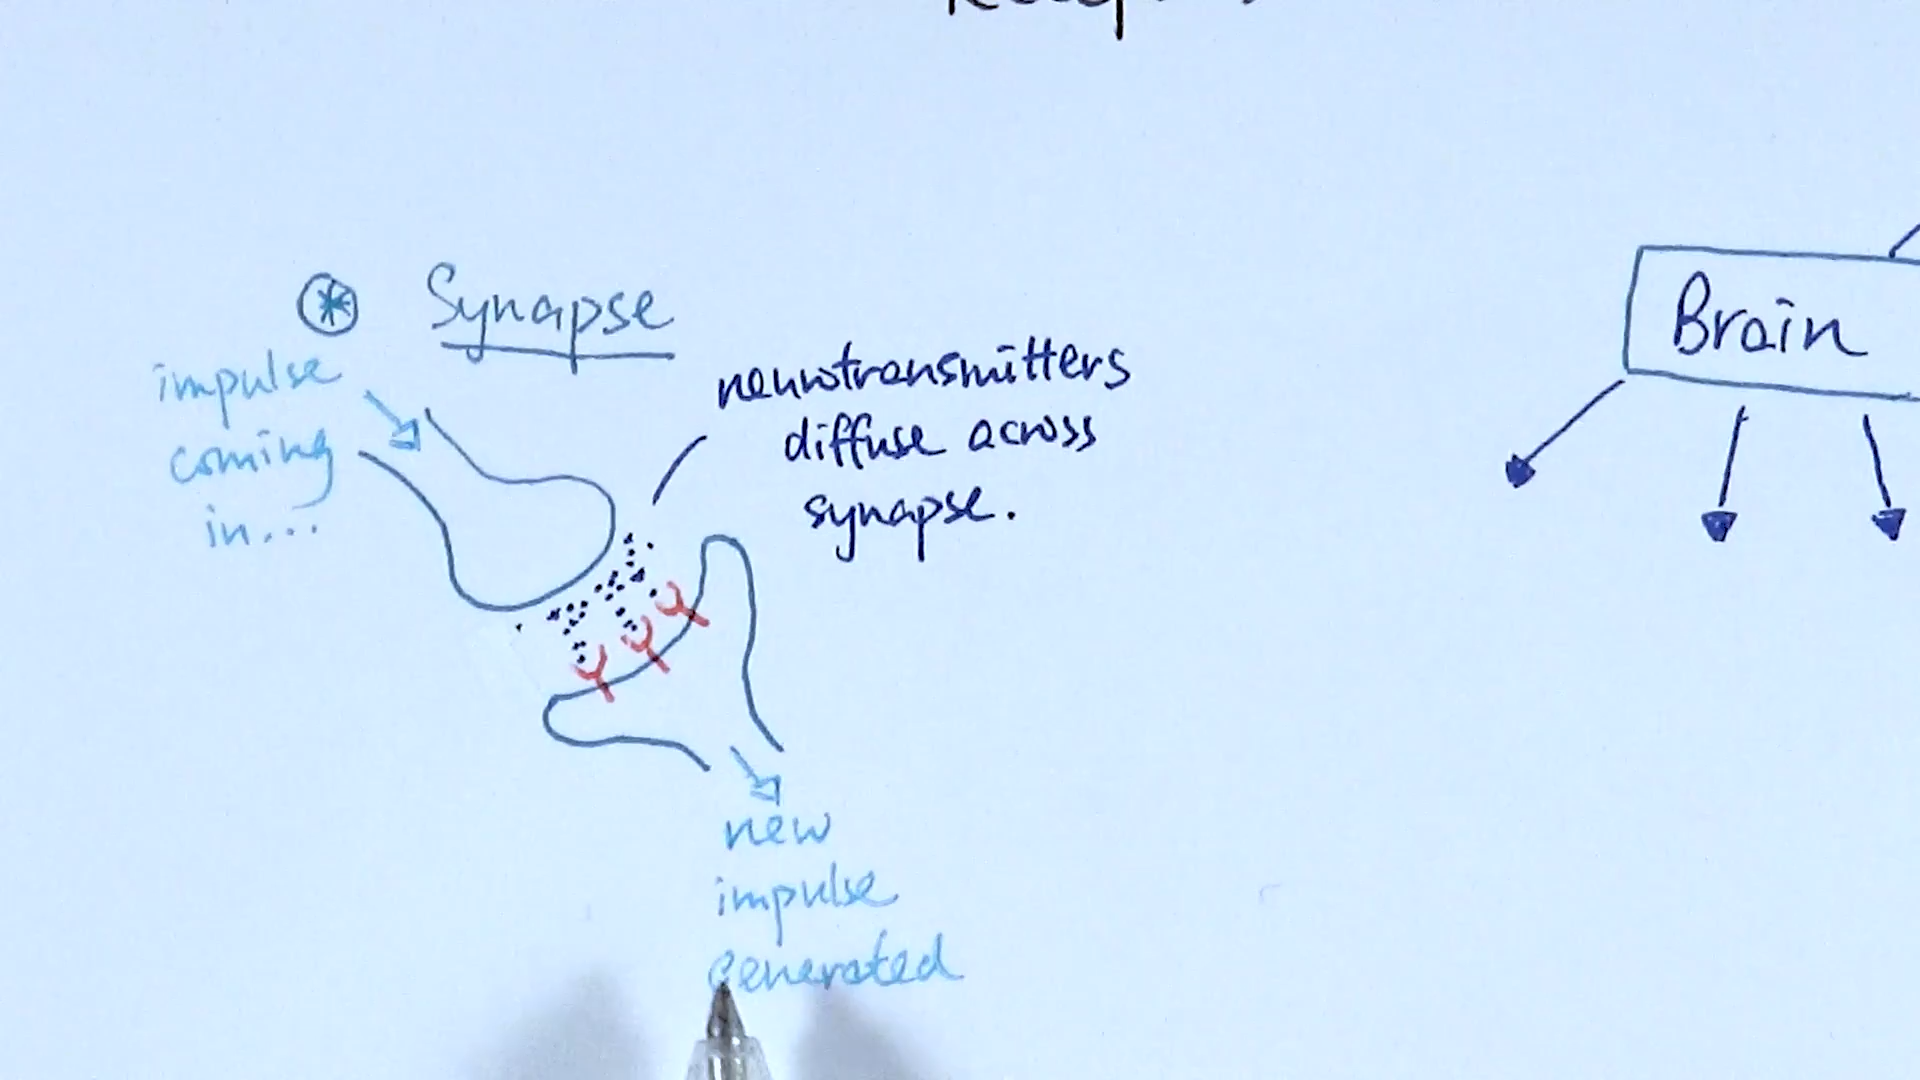 Synapse
impulse
coming
in...
neurotransmitters
diffuse across
synapse.
new
impulse
generated
Brain